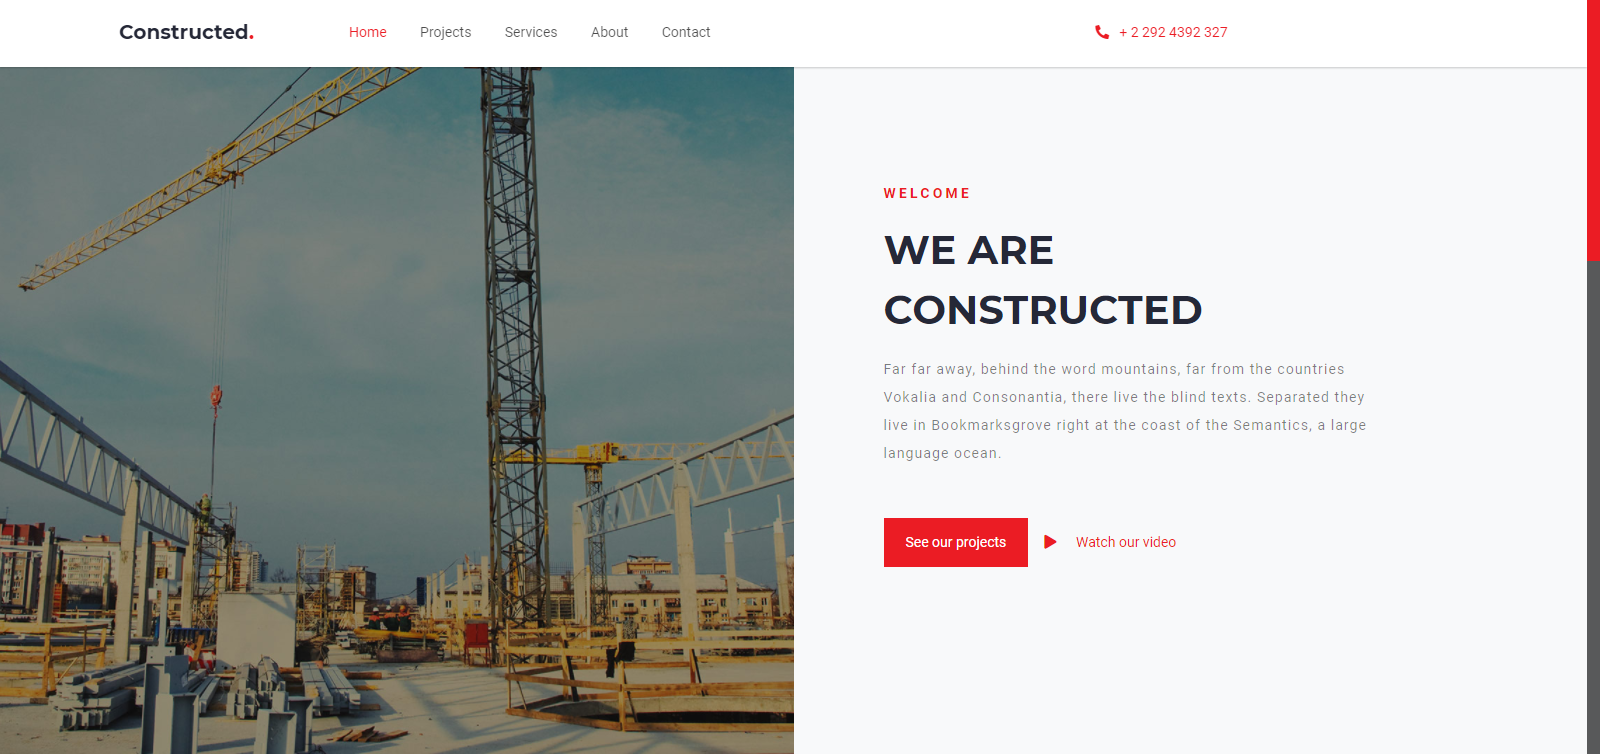 Constructed.
Home Projects Services About Contact
+ 2 292 4392 327
WELCOME
WE ARE
CONSTRUCTED
Far far away, behind the word mountains, far from the countries
Vokalia and Consonantia, there live the blind texts. Separated they
live in Bookmarksgrove right at the coast of the Semantics, a large
language ocean.
See our projects
Watch our video